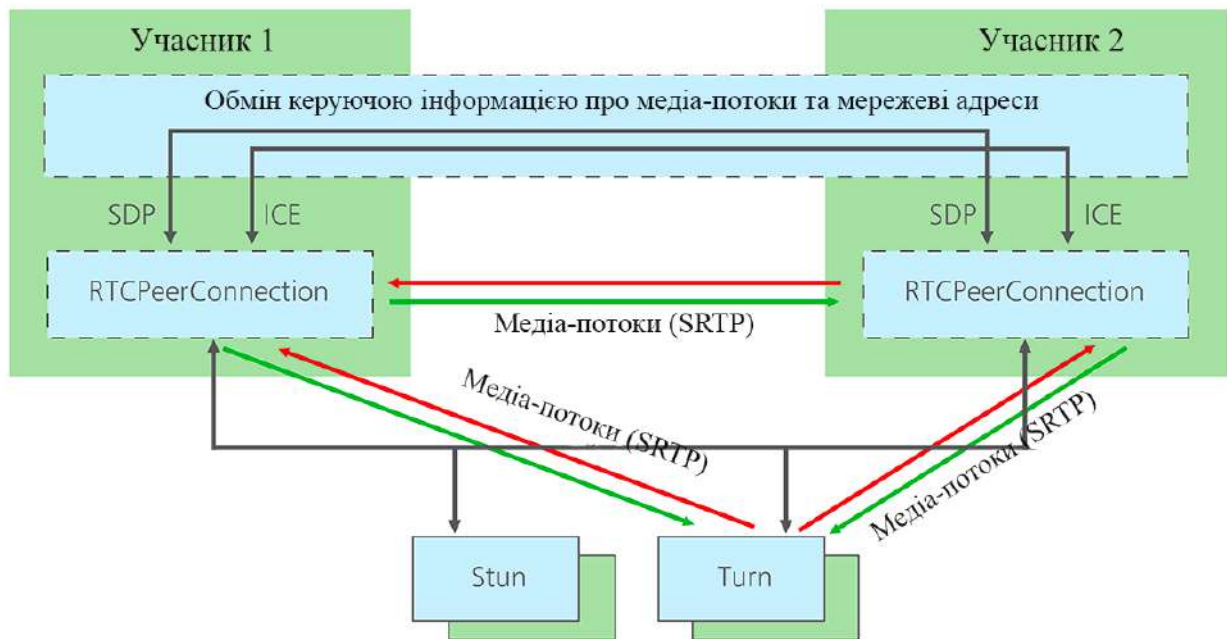 Учасник 1
Учасник 2
Обмін керуючою інформацією про медіа-потоки та мережеві адреси
SDP
ICE
SDP
ICE
RTCPeerConnection
RTCPeerConnection
Медіа-потоки (SRTP)
Медіа-потоки (SRTP)
Медіа-потоки (SRTP)
Stun
Turn